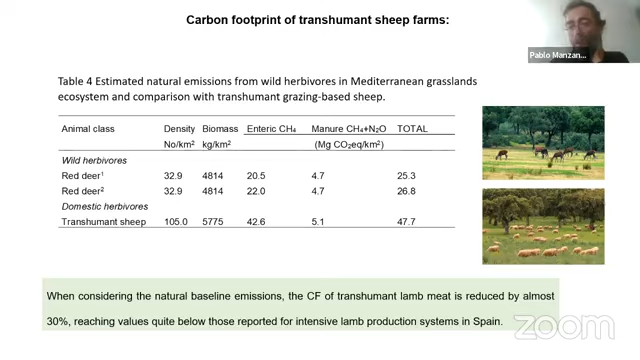 Carbon footprint of transhumant sheep farms:
Pablo Manzan...
Table 4 Estimated natural emissions from wild herbivores in Mediterranean grasslands
ecosystem and comparison with transhumant grazing-based sheep.
Animal class Density Biomass Enteric CH₄ Manure CH₄+N₂O TOTAL
No/km² kg/km² (Mg CO₂eq/km²)
Wild herbivores
Red deer¹ 32.9 4814 20.5 4.7 25.3
Red deer² 32.9 4814 22.0 4.7 26.8
Domestic herbivores
Transhumant sheep 105.0 5775 42.6 5.1 47.7
When considering the natural baseline emissions, the CF of transhumant lamb meat is reduced by almost
30%, reaching values quite below those reported for intensive lamb production systems in Spain.
zoom